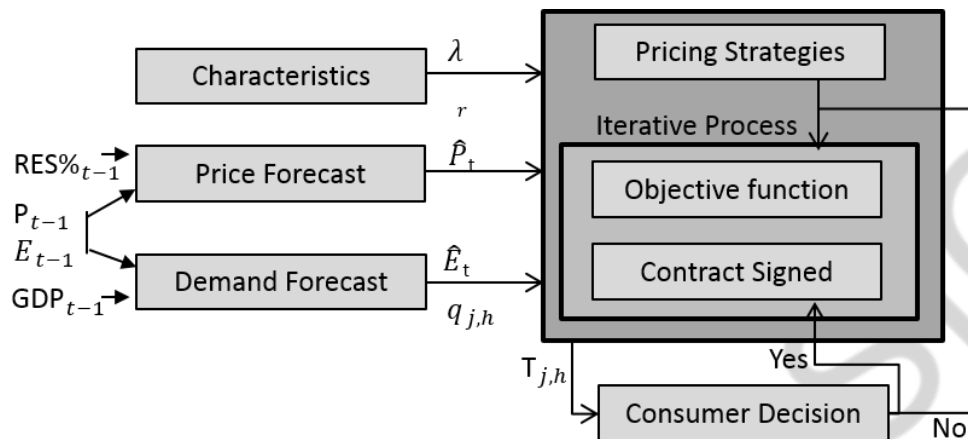 Characteristics
λ
Pricing Strategies
r
Iterative Process
RES%t−1
Price Forecast
P̂t
Objective function
Pt−1
Et−1
Demand Forecast
Êt
Contract Signed
GDPt−1
qj,h
Tj,h
Yes
Consumer Decision
No